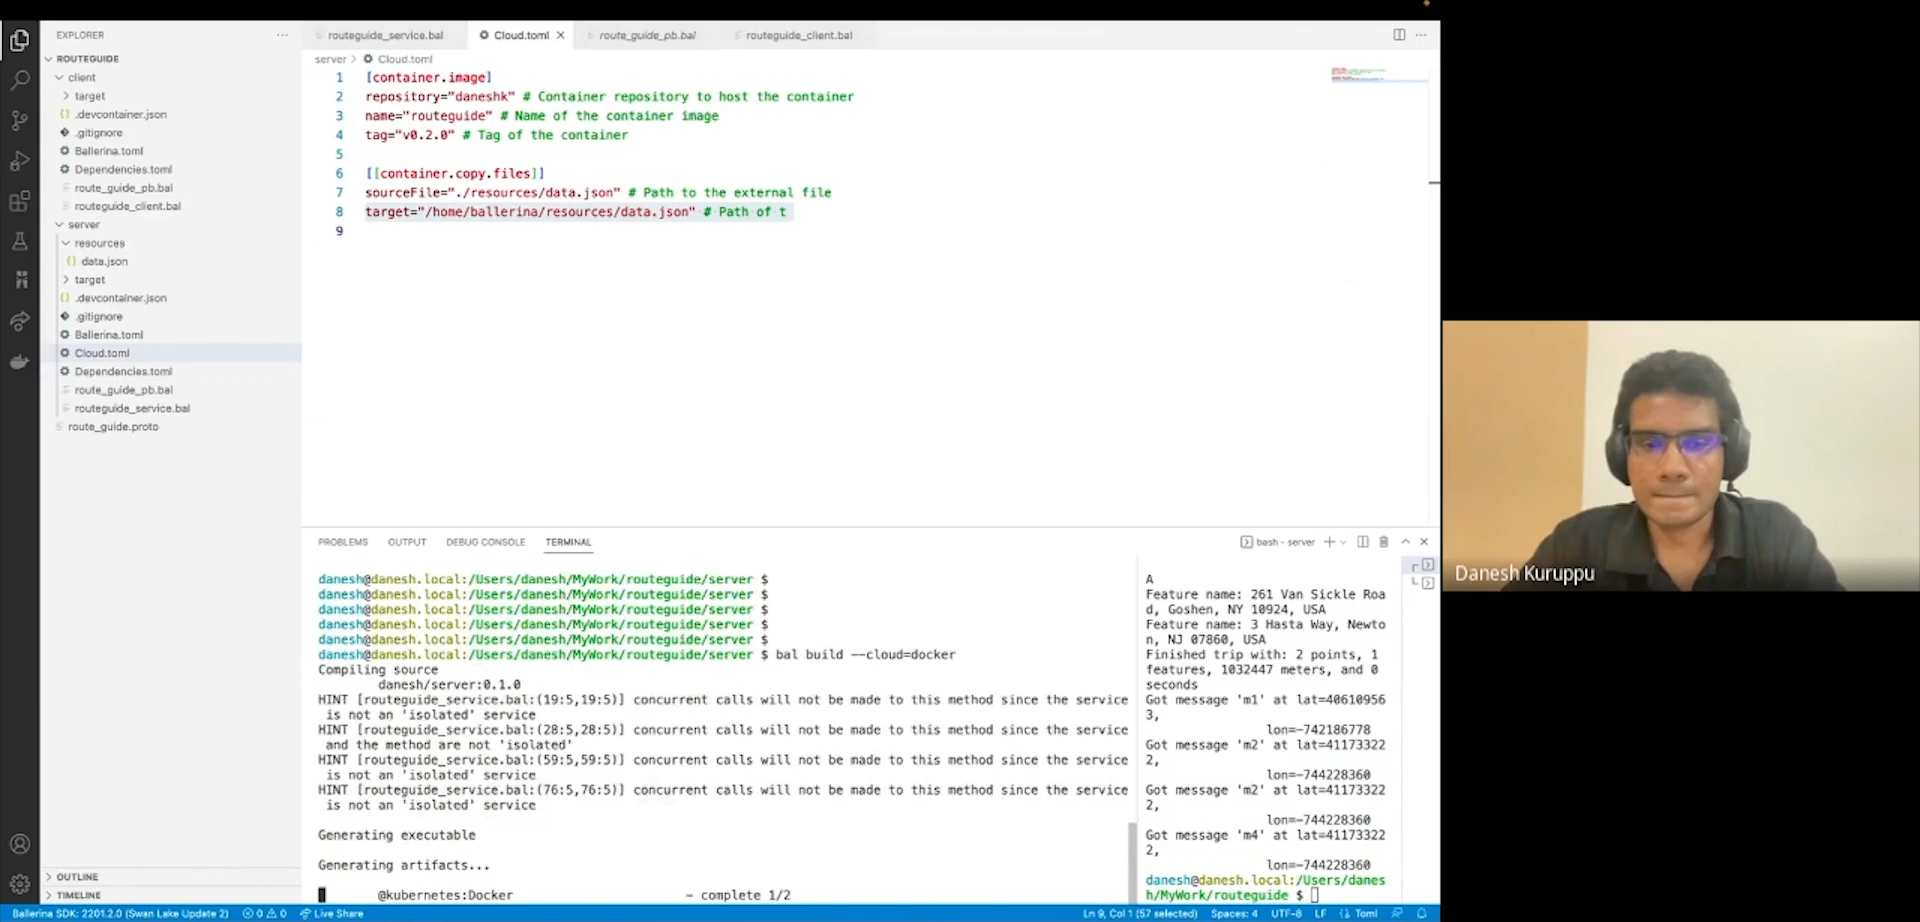 EXPLORER
ROUTEGUIDE
client
target
.devcontainer.json
.gitignore
Ballerina.toml
Dependencies.toml
route_guide_pb.bal
routeguide_client.bal
server
resources
data.json
target
.devcontainer.json
.gitignore
Ballerina.toml
Cloud.toml
Dependencies.toml
route_guide_pb.bal
routeguide_service.bal
route_guide.proto
OUTLINE
TIMELINE
routeguide_service.bal
Cloud.toml
route_guide_pb.bal
routeguide_client.bal
server > Cloud.toml
1 [container.image]
2 repository="daneshk" # Container repository to host the container
3 name="routeguide" # Name of the container image
4 tag="v0.2.0" # Tag of the container
5
6 [[container.copy.files]]
7 sourceFile="./resources/data.json" # Path to the external file
8 target="/home/ballerina/resources/data.json" # Path of t
9
PROBLEMS OUTPUT DEBUG CONSOLE TERMINAL
bash - server
danesh@danesh.local:/Users/danesh/MyWork/routeguide/server $
danesh@danesh.local:/Users/danesh/MyWork/routeguide/server $
danesh@danesh.local:/Users/danesh/MyWork/routeguide/server $
danesh@danesh.local:/Users/danesh/MyWork/routeguide/server $
danesh@danesh.local:/Users/danesh/MyWork/routeguide/server $
danesh@danesh.local:/Users/danesh/MyWork/routeguide/server $ bal build --cloud=docker
Compiling source
danesh/server:0.1.0
HINT [routeguide_service.bal:(19:5,19:5)] concurrent calls will not be made to this method since the service
is not an 'isolated' service
HINT [routeguide_service.bal:(28:5,28:5)] concurrent calls will not be made to this method since the service
and the method are not 'isolated'
HINT [routeguide_service.bal:(59:5,59:5)] concurrent calls will not be made to this method since the service
is not an 'isolated' service
HINT [routeguide_service.bal:(76:5,76:5)] concurrent calls will not be made to this method since the service
is not an 'isolated' service
Generating executable
Generating artifacts...
@kubernetes:Docker - complete 1/2
A
Feature name: 261 Van Sickle Roa
d, Goshen, NY 10924, USA
Feature name: 3 Hasta Way, Newto
n, NJ 07860, USA
Finished trip with: 2 points, 1
features, 1032447 meters, and 0
seconds
Got message 'm1' at lat=40610956
3,
lon=-742186778
Got message 'm2' at lat=41173322
2,
lon=-744228360
Got message 'm2' at lat=41173322
2,
lon=-744228360
Got message 'm4' at lat=41173322
2,
lon=-744228360
danesh@danesh.local:/Users/danes
h/MyWork/routeguide $
Danesh Kuruppu
Ballerina SDK: 2201.2.0 (Swan Lake Update 2) 0 0 Live Share
Ln 9, Col 1 (57 selected) Spaces: 4 UTF-8 LF Toml